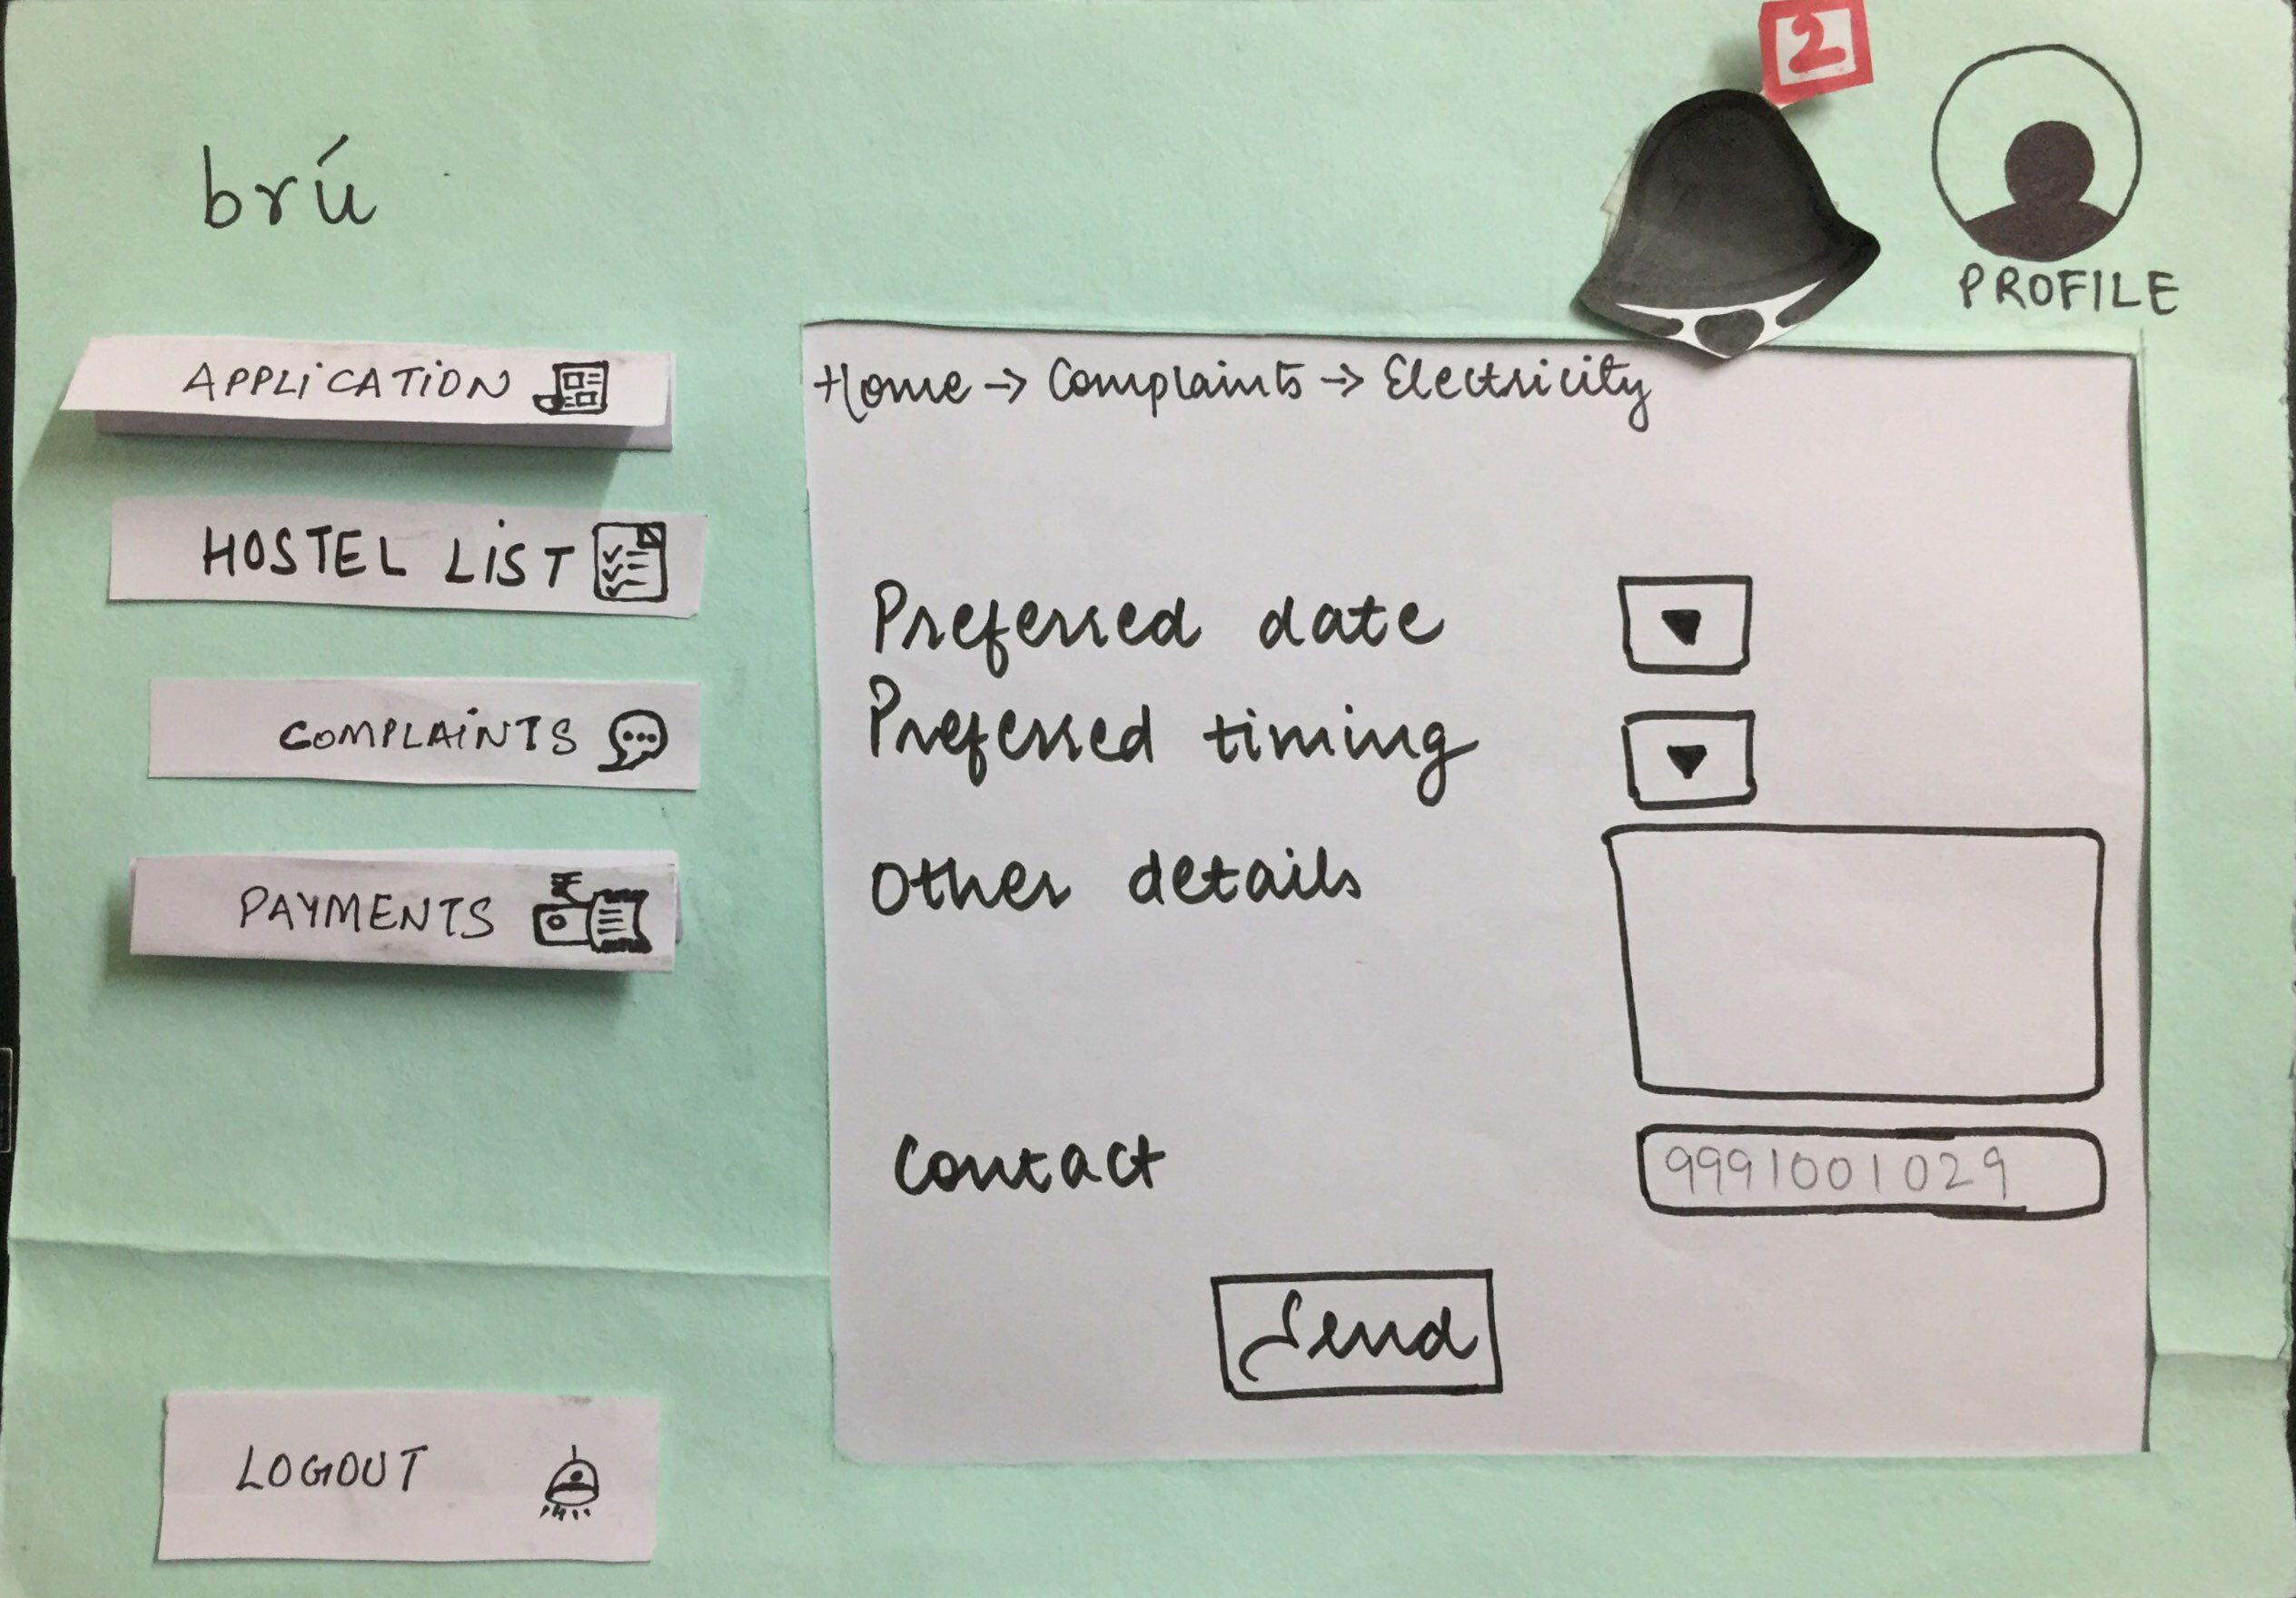 2
brú
PROFILE
APPLiCATiON
Home → Complaints → Electricity
HOSTEL LiST
Preferred date
COMPLAiNTS
Preferred timing
PAYMENTS
Other details
Contact
9991001029
Send
LOGOUT